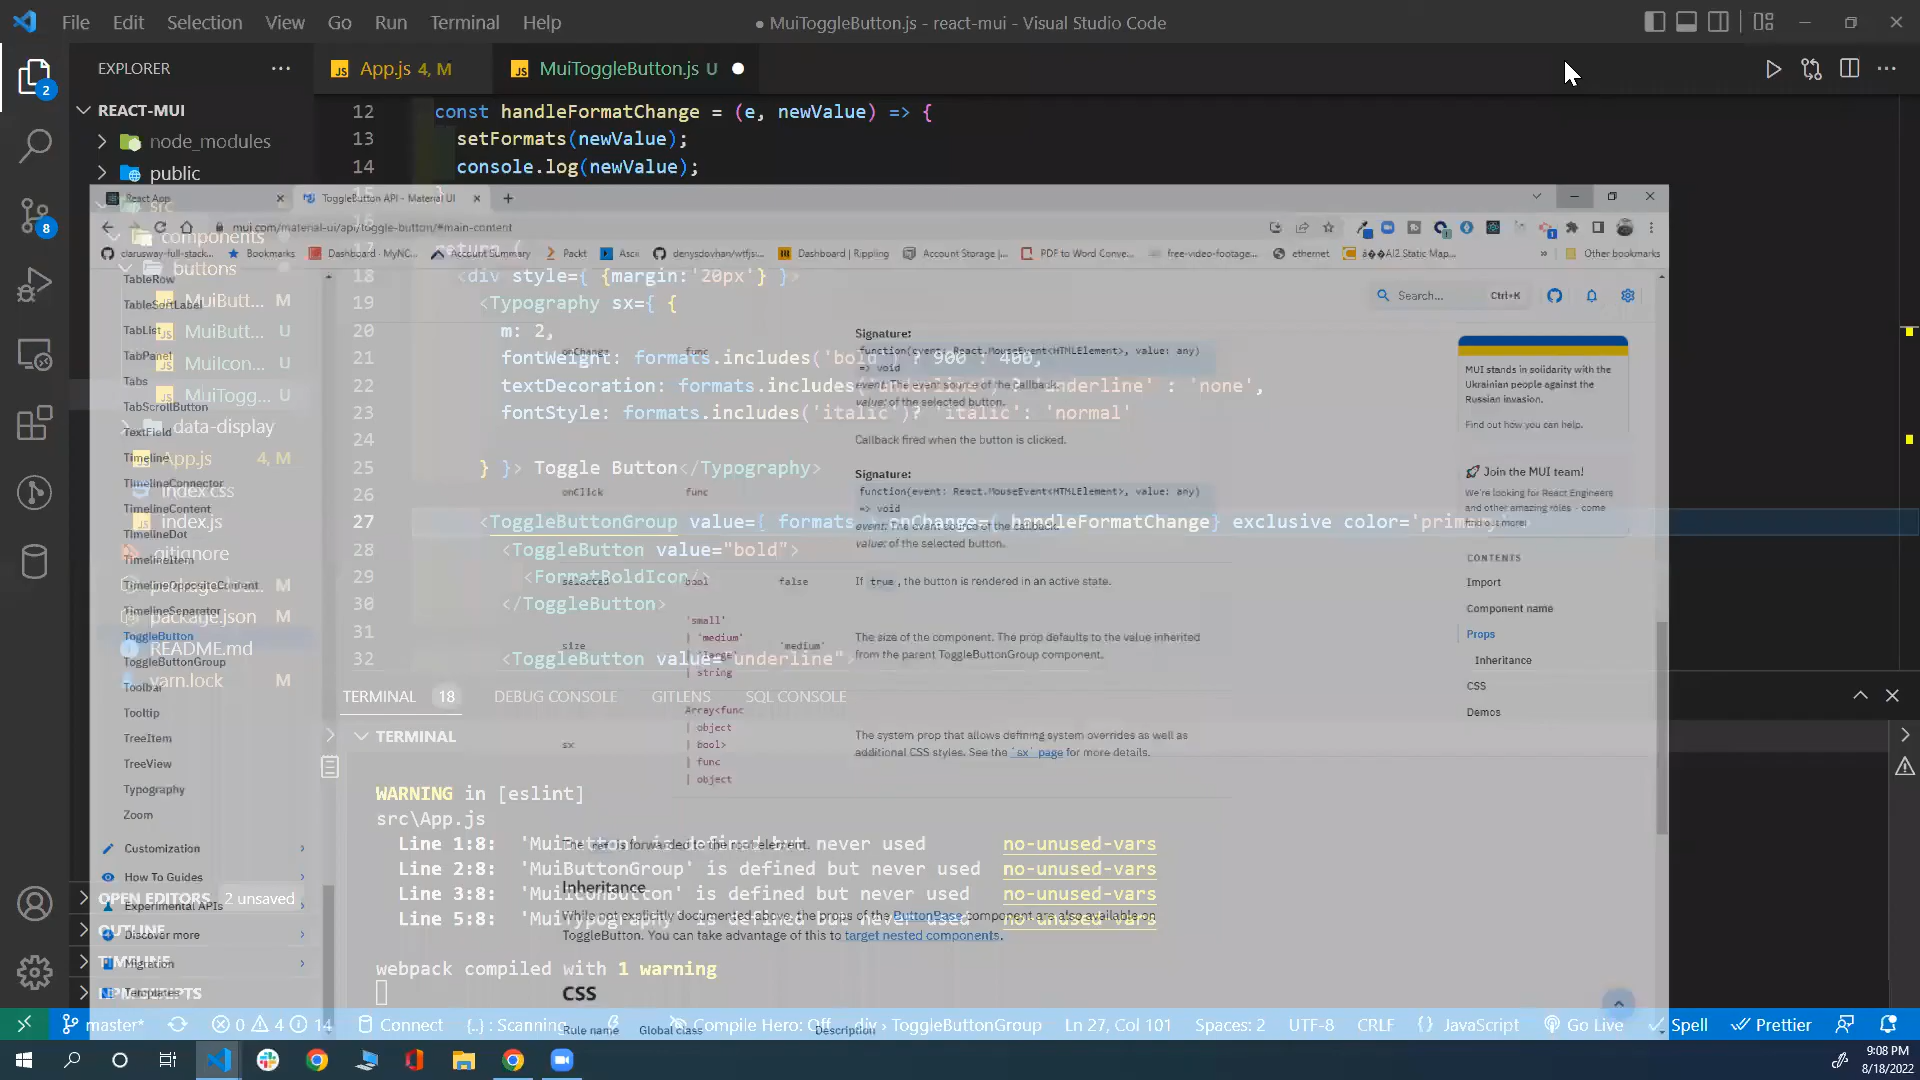 File Edit Selection View Go Run Terminal Help
● MuiToggleButton.js - react-mui - Visual Studio Code
EXPLORER
JS App.js 4, M
JS MuiToggleButton.js U
2
REACT-MUI
node_modules
public
src
components
buttons
MuiButt... M
MuiButt... U
MuiIcon... U
MuiTogg... U
data-display
App.js 4, M
index.css
index.js
.gitignore
package-be... M
package.json M
README.md
yarn.lock M
8
12 const handleFormatChange = (e, newValue) => {
13 setFormats(newValue);
14 console.log(newValue);
15 }
16
17 return (
18 <div style={ {margin:'20px'} }>
19 <Typography sx={ {
20 m: 2,
21 fontWeight: formats.includes('bold') ? 900 : 400,
22 textDecoration: formats.includes('underline') ? 'underline' : 'none',
23 fontStyle: formats.includes('italic')? 'italic': 'normal'
24
25 } }> Toggle Button</Typography>
26
27 <ToggleButtonGroup value={ formats } onChange={ handleFormatChange} exclusive color='primary'>
28 <ToggleButton value="bold">
29 <FormatBoldIcon/>
30 </ToggleButton>
31
32 <ToggleButton value="underline">
React App
ToggleButton API - Material UI
mui.com/material-ui/api/toggle-button/#main-content
clarusway-full-stack...
Bookmarks
Dashboard - MyNC...
Account Summary
Packt
Ascii
denysdovhan/wtfjs...
Dashboard | Rippling
Account Storage |...
PDF to Word Conve...
free-video-footage...
ethernet
AI2 Static Map...
»
Other bookmarks
TableRow
TableSortLabel
TabList
TabPanel
Tabs
TabScrollButton
TextField
Timeline
TimelineConnector
TimelineContent
TimelineDot
TimelineItem
TimelineOppositeContent
TimelineSeparator
ToggleButton
ToggleButtonGroup
Toolbar
Tooltip
TreeItem
TreeView
Typography
Zoom
Customization
How To Guides
Experimental APIs
Discover more
Migration
Templates
Search... Ctrl+K
onChange func
Signature:
function(event: React.MouseEvent<HTMLElement>, value: any)
=> void
event: The event source of the callback.
value: of the selected button.
Callback fired when the button is clicked.
onClick func
Signature:
function(event: React.MouseEvent<HTMLElement>, value: any)
=> void
event: The event source of the callback.
value: of the selected button.
selected bool false If true, the button is rendered in an active state.
size
'small'
| 'medium'
| 'large'
| string
'medium'
The size of the component. The prop defaults to the value inherited
from the parent ToggleButtonGroup component.
sx
Array<func
| object
| bool>
| func
| object
The system prop that allows defining system overrides as well as
additional CSS styles. See the `sx` page for more details.
The ref is forwarded to the root element.
Inheritance
While not explicitly documented above, the props of the ButtonBase component are also available on
ToggleButton. You can take advantage of this to target nested components.
CSS
Rule name Global class Description
MUI stands in solidarity with the
Ukrainian people against the
Russian invasion.
Find out how you can help.
Join the MUI team!
We're looking for React Engineers
and other amazing roles - come
find out more!
CONTENTS
Import
Component name
Props
Inheritance
CSS
Demos
TERMINAL 18 DEBUG CONSOLE GITLENS SQL CONSOLE
TERMINAL
WARNING in [eslint]
src\App.js
Line 1:8: 'MuiButton' is defined but never used no-unused-vars
Line 2:8: 'MuiButtonGroup' is defined but never used no-unused-vars
Line 3:8: 'MuiIconButton' is defined but never used no-unused-vars
Line 5:8: 'MuiTypography' is defined but never used no-unused-vars
webpack compiled with 1 warning
OPEN EDITORS 2 unsaved
OUTLINE
TIMELINE
NPM SCRIPTS
master* 0 4 14 Connect {..} : Scanning.. Compile Hero: Off div › ToggleButtonGroup Ln 27, Col 101 Spaces: 2 UTF-8 CRLF {} JavaScript Go Live Spell Prettier
9:08 PM
8/18/2022